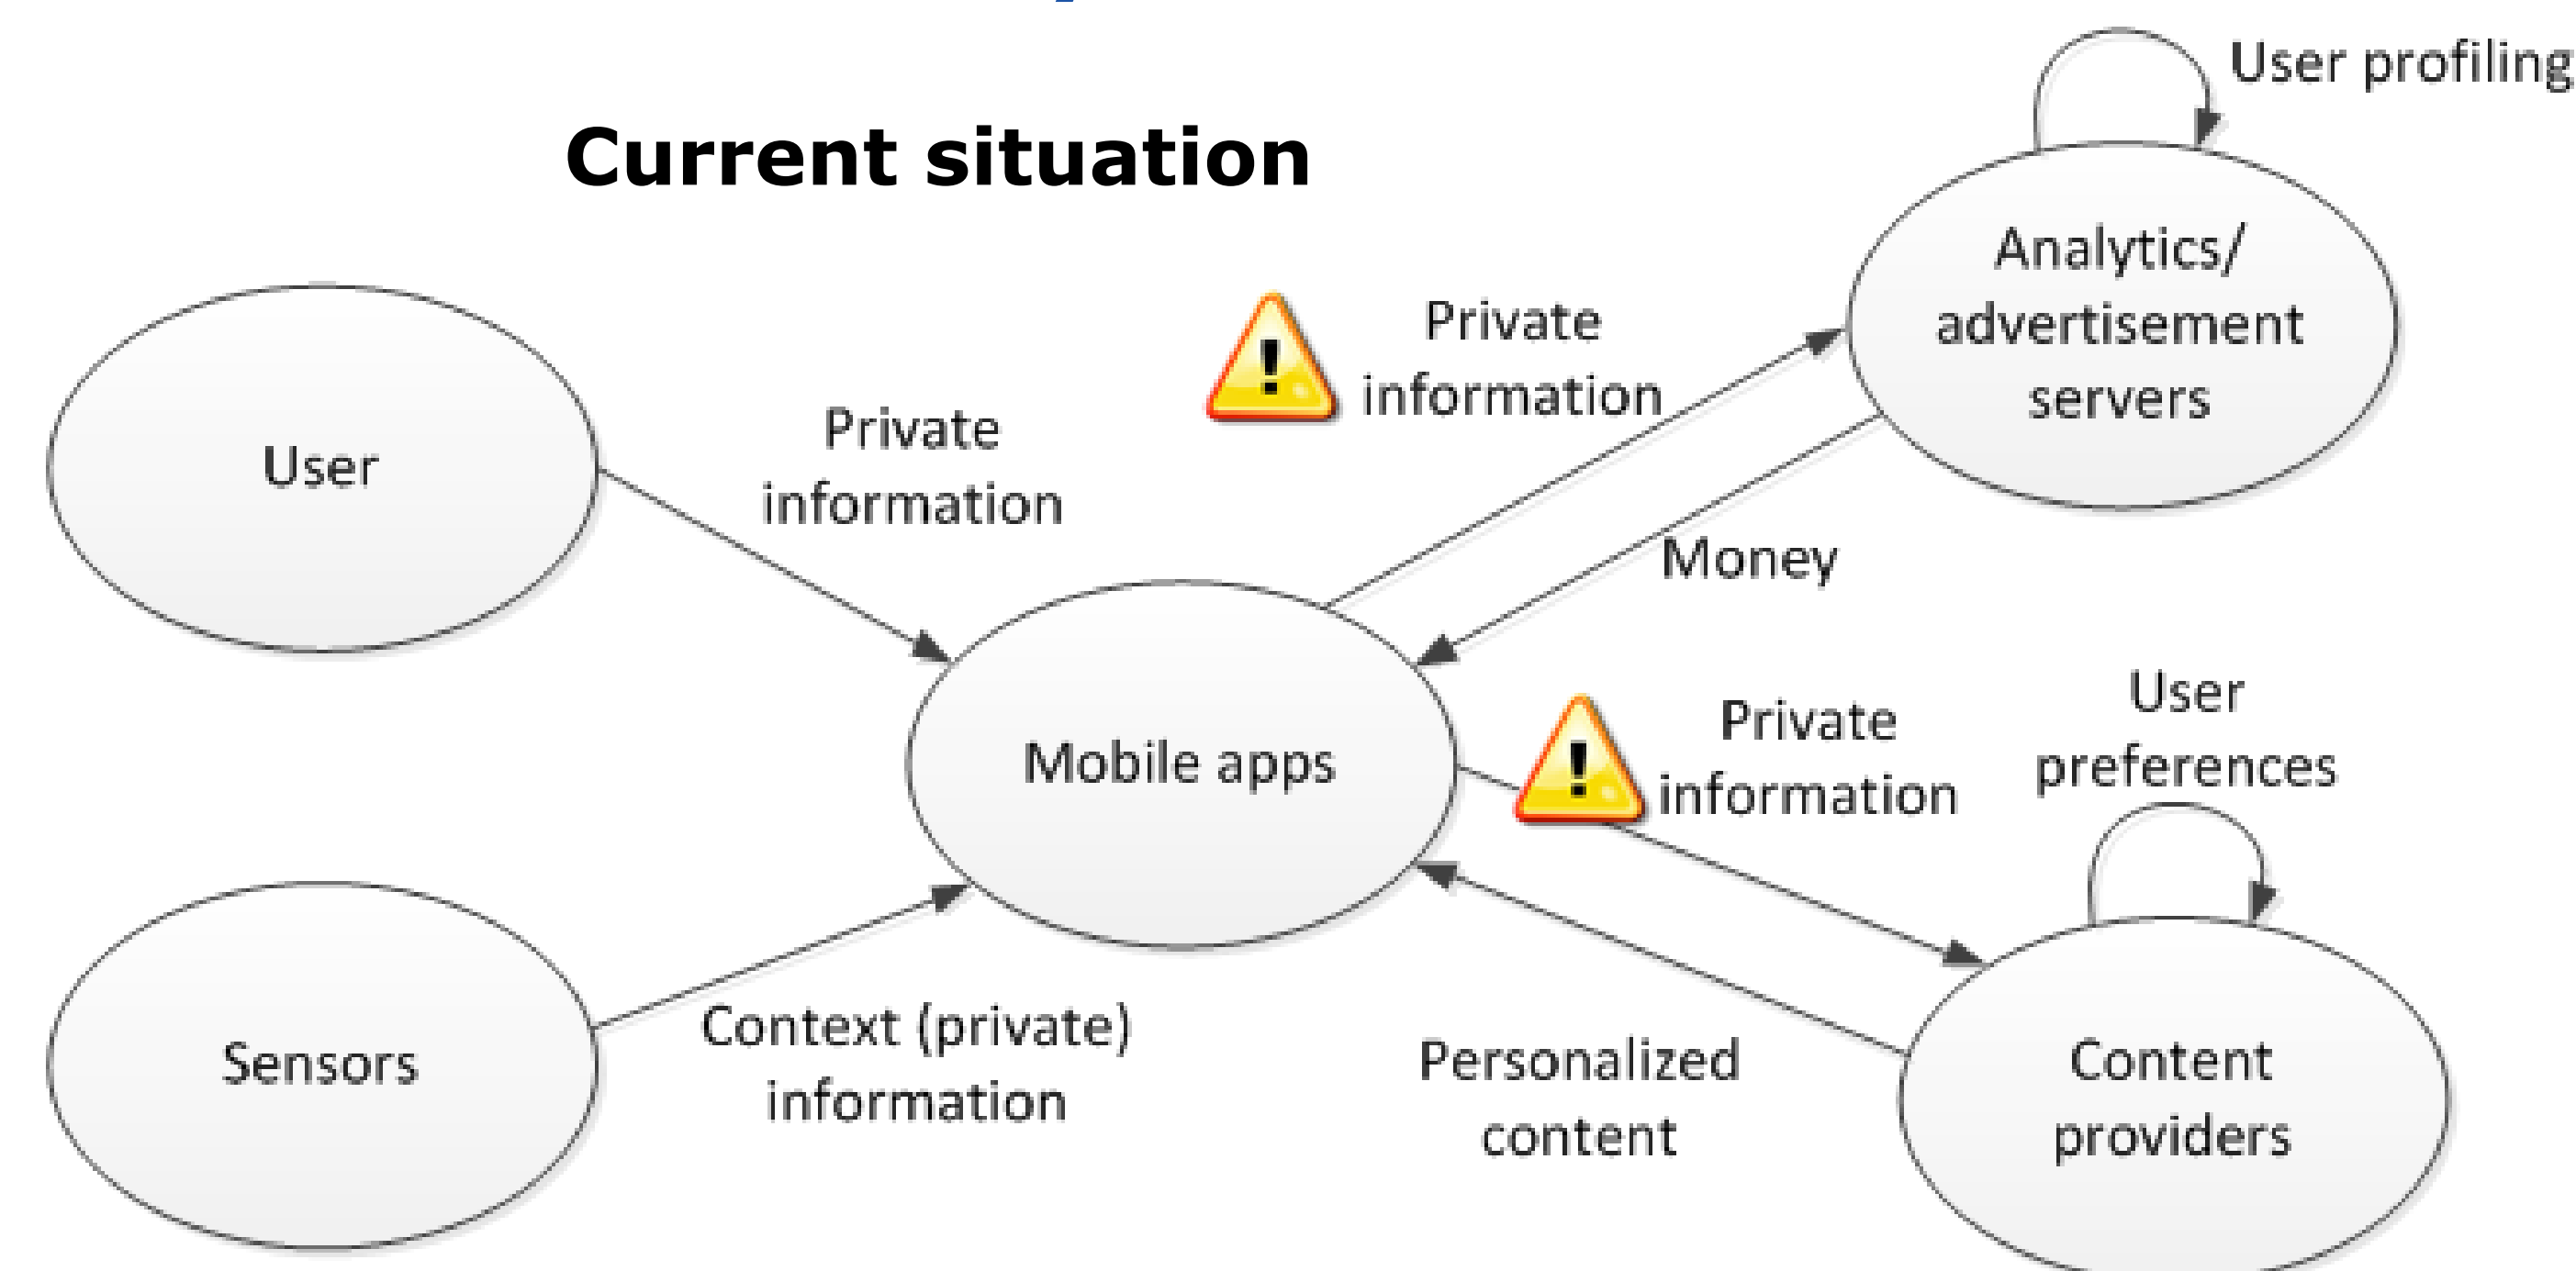 Current situation
User profiling
Analytics/
advertisement
servers
Private
information
User
Private
information
Money
Mobile apps
Private
information
User
preferences
Sensors
Context (private)
information
Personalized
content
Content
providers